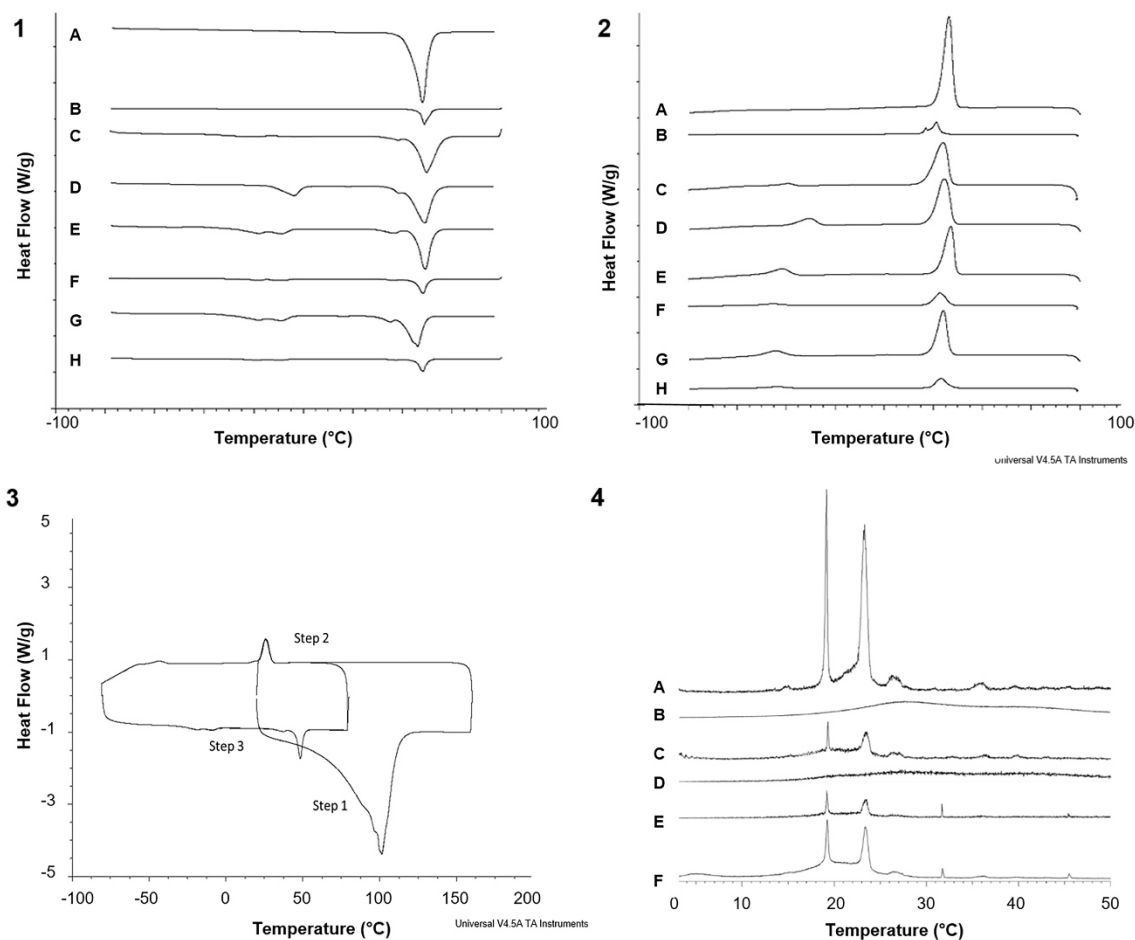 1
A
B
C
D
E
F
G
H
Heat Flow (W/g)
-100
100
Temperature (°C)
2
A
B
C
D
E
F
G
H
Heat Flow (W/g)
-100
100
Temperature (°C)
Universal V4.5A TA Instruments
3
5
3
1
-1
-3
-5
Heat Flow (W/g)
Step 2
Step 3
Step 1
-100
-50
0
50
100
150
200
Temperature (°C)
Universal V4.5A TA Instruments
4
A
B
C
D
E
F
0
10
20
30
40
50
Temperature (°C)